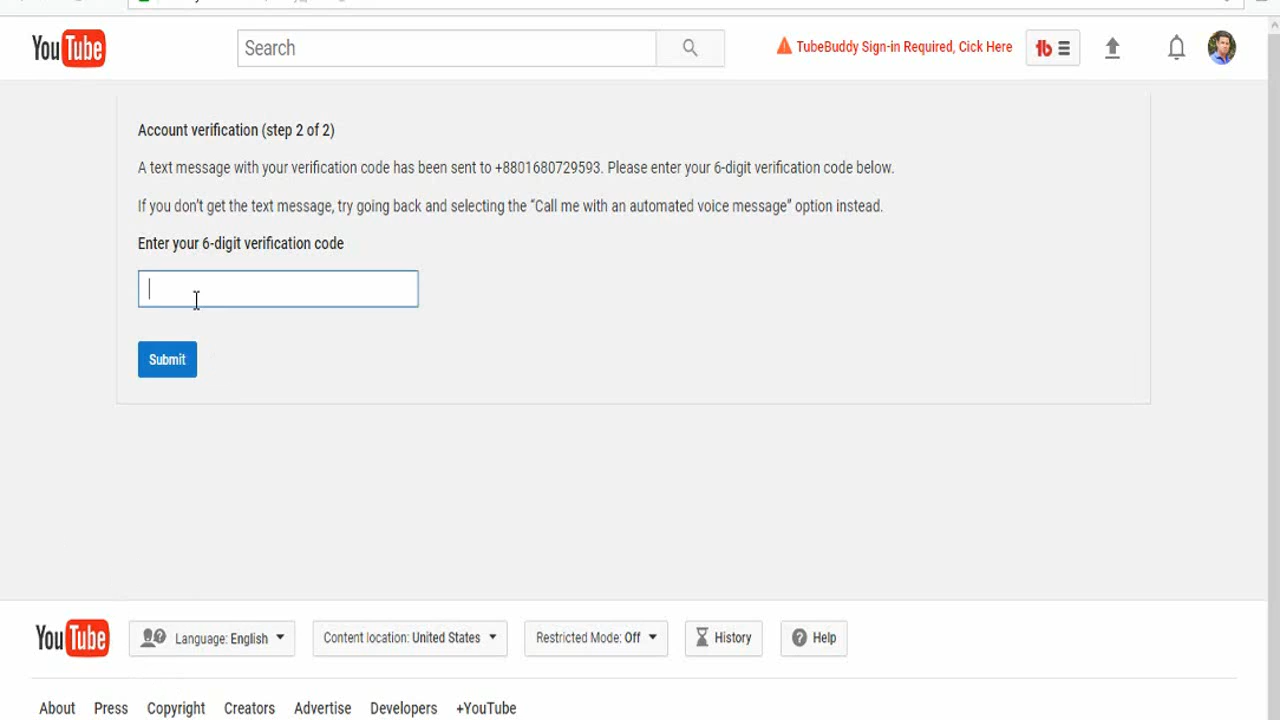 YouTube Search TubeBuddy Sign-in Required, Cick Here tb
Account verification (step 2 of 2)
A text message with your verification code has been sent to +8801680729593. Please enter your 6-digit verification code below.
If you don't get the text message, try going back and selecting the “Call me with an automated voice message” option instead.
Enter your 6-digit verification code
Submit
YouTube Language: English Content location: United States Restricted Mode: Off History Help
About Press Copyright Creators Advertise Developers +YouTube